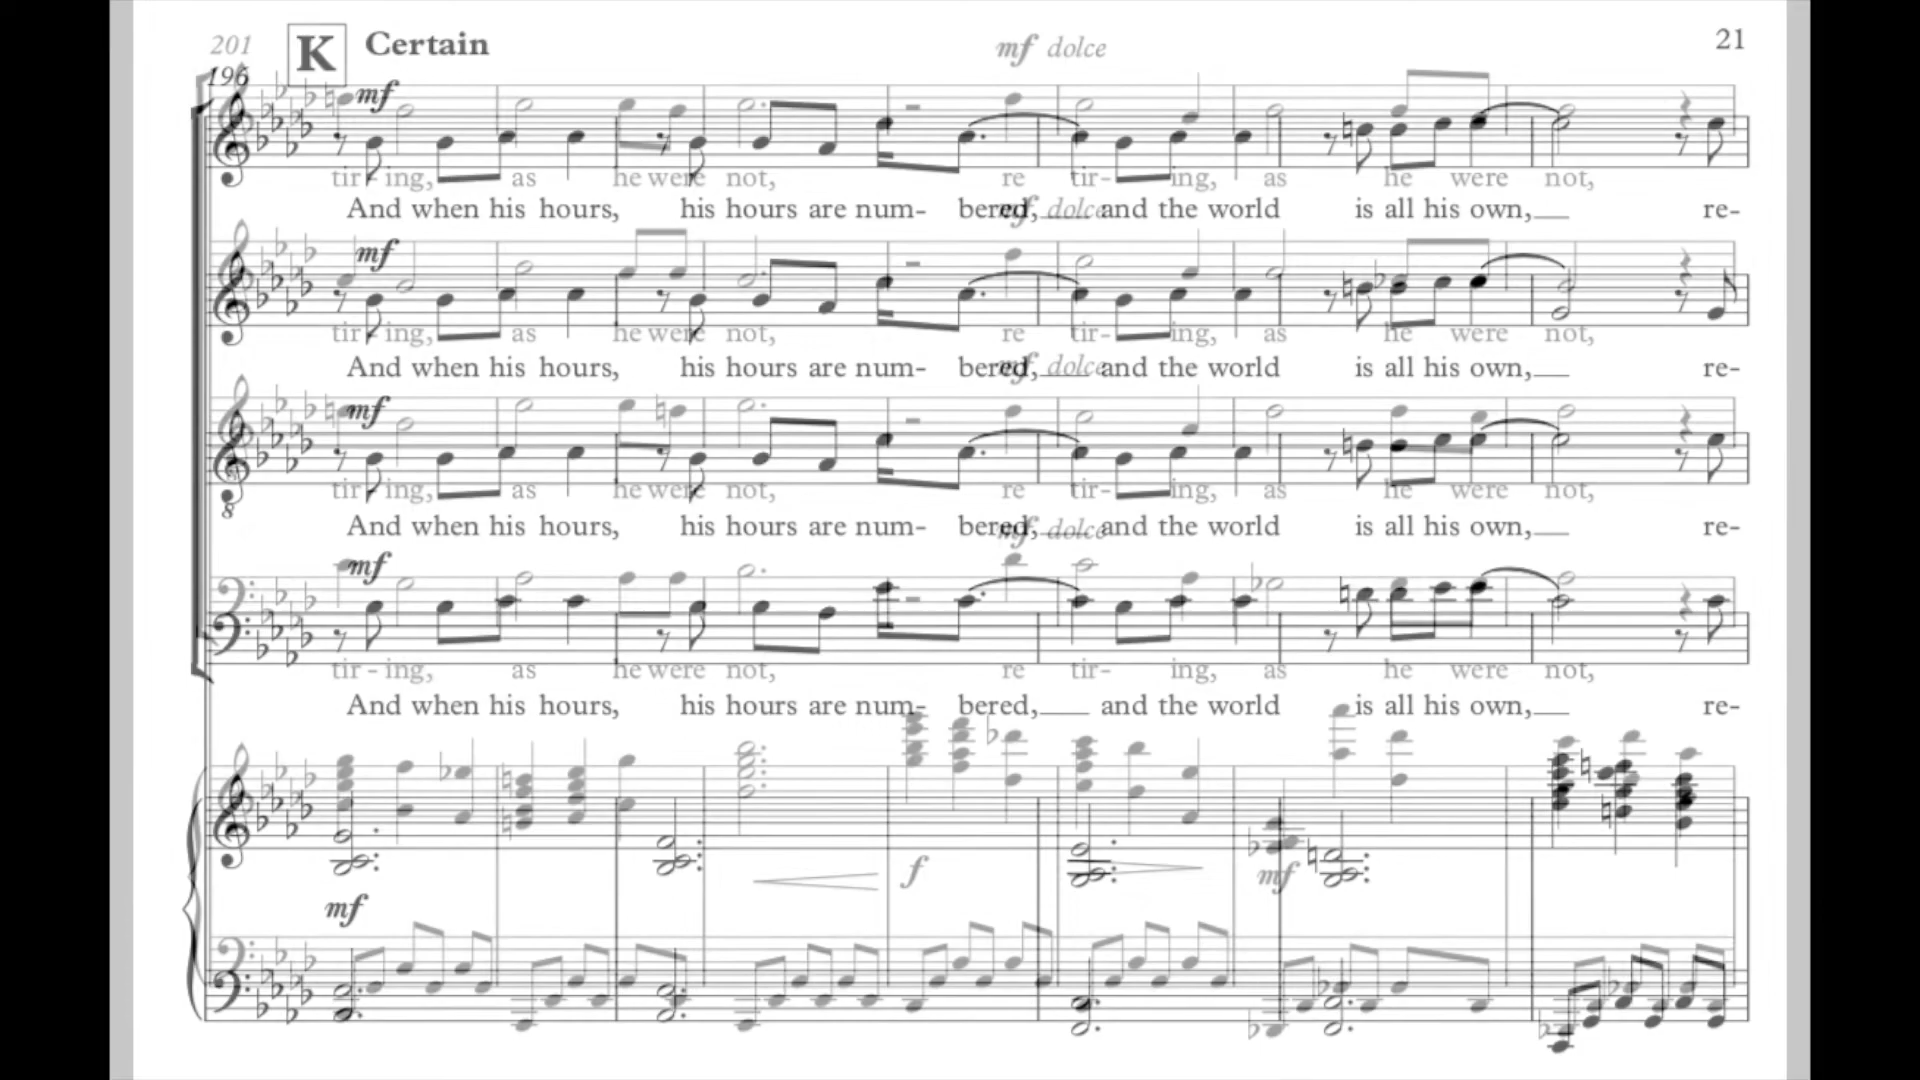 201 K Certain mf dolce 21
196
mf
tir- ing, as he were not, re tir- ing, as he were not,
And when his hours, his hours are num- bered, and the world is all his own, re-
mf dolce
mf
tir- ing, as he were not, re tir- ing, as he were not,
And when his hours, his hours are num- bered, and the world is all his own, re-
mf dolce
mf
tir- ing, as he were not, re tir- ing, as he were not,
8
And when his hours, his hours are num- bered, and the world is all his own, re-
mf dolce
mf
tir - ing, as he were not, re tir- ing, as he were not,
And when his hours, his hours are num- bered, and the world is all his own, re-
f mf
mf